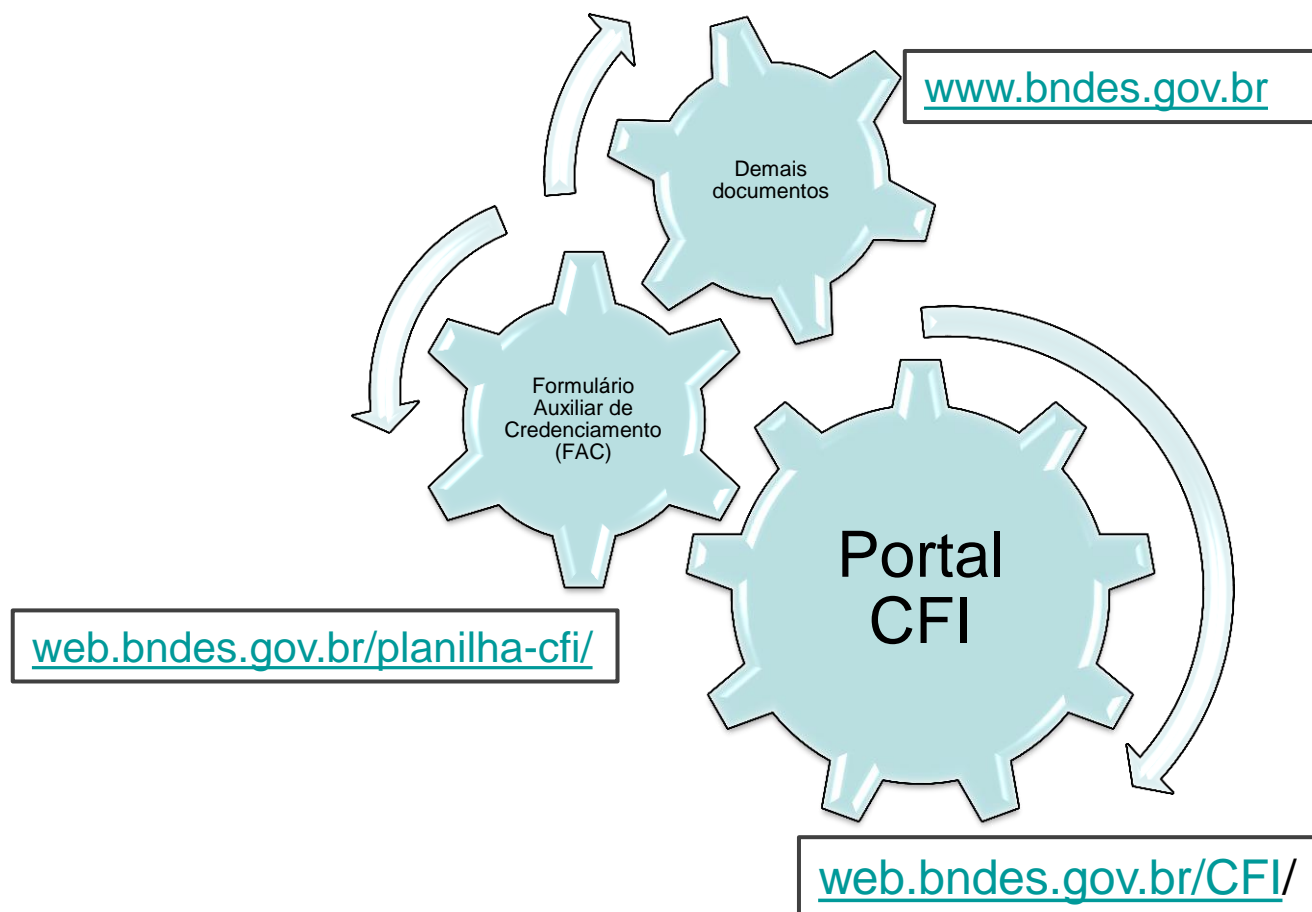 www.bndes.gov.br
Demais
documentos
Formulário
Auxiliar de
Credenciamento
(FAC)
Portal
CFI
web.bndes.gov.br/planilha-cfi/
web.bndes.gov.br/CFI/